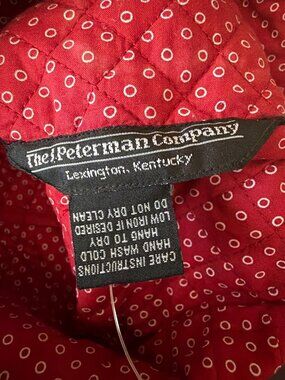 The J. Peterman Company
Lexington, Kentucky
CARE INSTRUCTIONS
HAND WASH COLD
HANG TO DRY
LOW IRON IF DESIRED
DO NOT DRY CLEAN